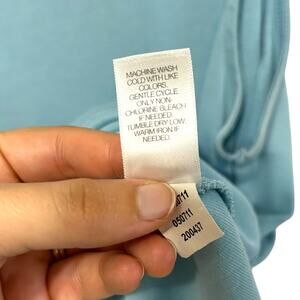 MACHINE WASH
COLD WITH LIKE
COLORS.
GENTLE CYCLE.
ONLY NON-
CHLORINE BLEACH
IF NEEDED.
TUMBLE DRY LOW.
WARM IRON IF
NEEDED.
050711
200437